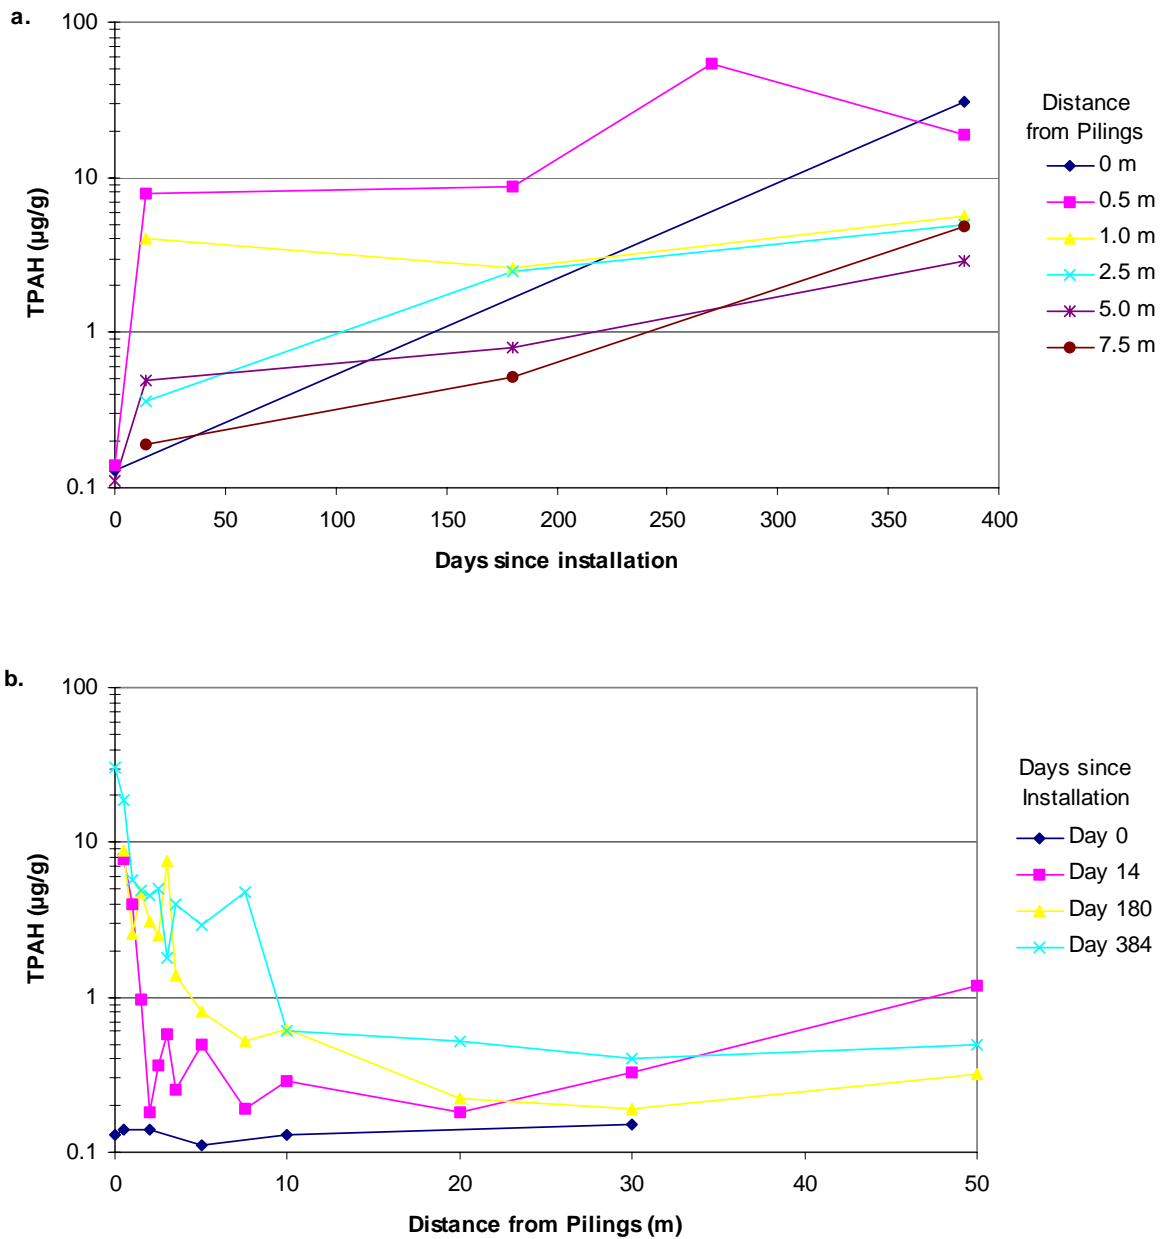 a.
100
10
1
0.1
TPAH (µg/g)
0 50 100 150 200 250 300 350 400
Days since installation
Distance
from Pilings
0 m
0.5 m
1.0 m
2.5 m
5.0 m
7.5 m
b.
100
10
1
0.1
TPAH (µg/g)
0 10 20 30 40 50
Distance from Pilings (m)
Days since
Installation
Day 0
Day 14
Day 180
Day 384